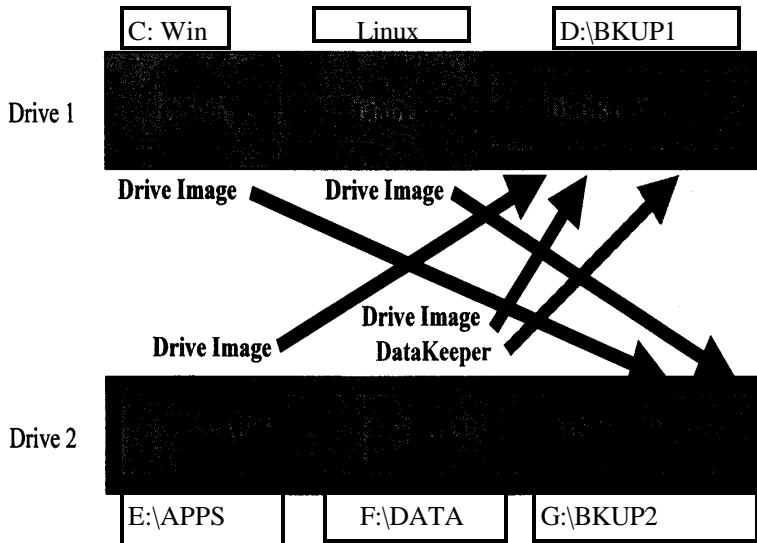 C: Win
Linux
D:\BKUP1
Drive 1
Drive Image
Drive Image
Drive Image
DataKeeper
Drive Image
Drive 2
E:\APPS
F:\DATA
G:\BKUP2